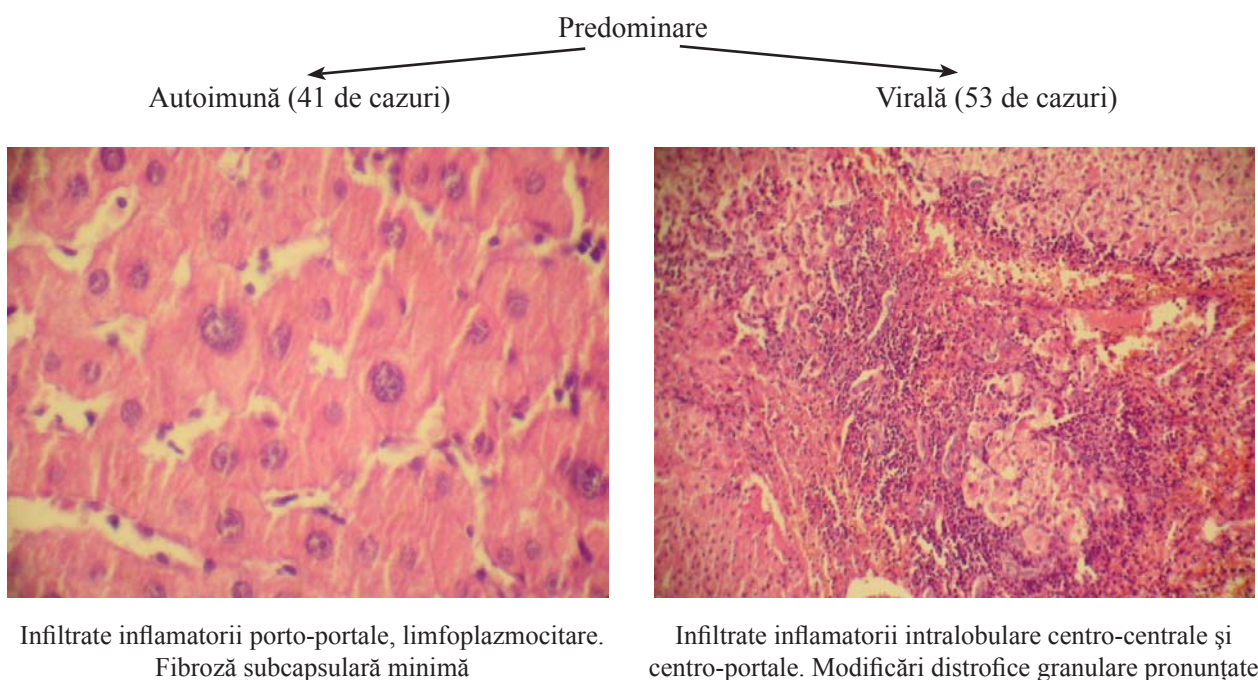 Predominare
Autoimună (41 de cazuri)
Virală (53 de cazuri)
Infiltrate inflamatorii porto-portale, limfoplazmocitare.
Fibroză subcapsulară minimă
Infiltrate inflamatorii intralobulare centro-centrale şi
centro-portale. Modificări distrofice granulare pronunţate